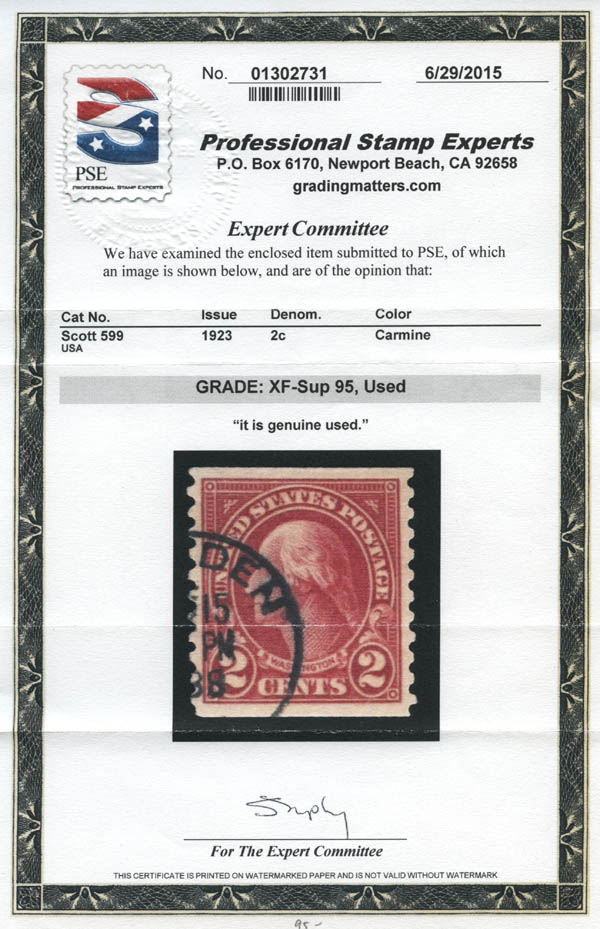 No. 01302731 6/29/2015
PSE
PROFESSIONAL STAMP EXPERTS
Professional Stamp Experts
P.O. Box 6170, Newport Beach, CA 92658
gradingmatters.com
Expert Committee
We have examined the enclosed item submitted to PSE, of which
an image is shown below, and are of the opinion that:
Cat No. Issue Denom. Color
Scott 599 1923 2c Carmine
USA
GRADE: XF-Sup 95, Used
“it is genuine used.”
UNITED STATES POSTAGE
DEN
15
PM
38
WASHINGTON
2 CENTS 2
For The Expert Committee
THIS CERTIFICATE IS PRINTED ON WATERMARKED PAPER AND IS NOT VALID WITHOUT WATERMARK
95-